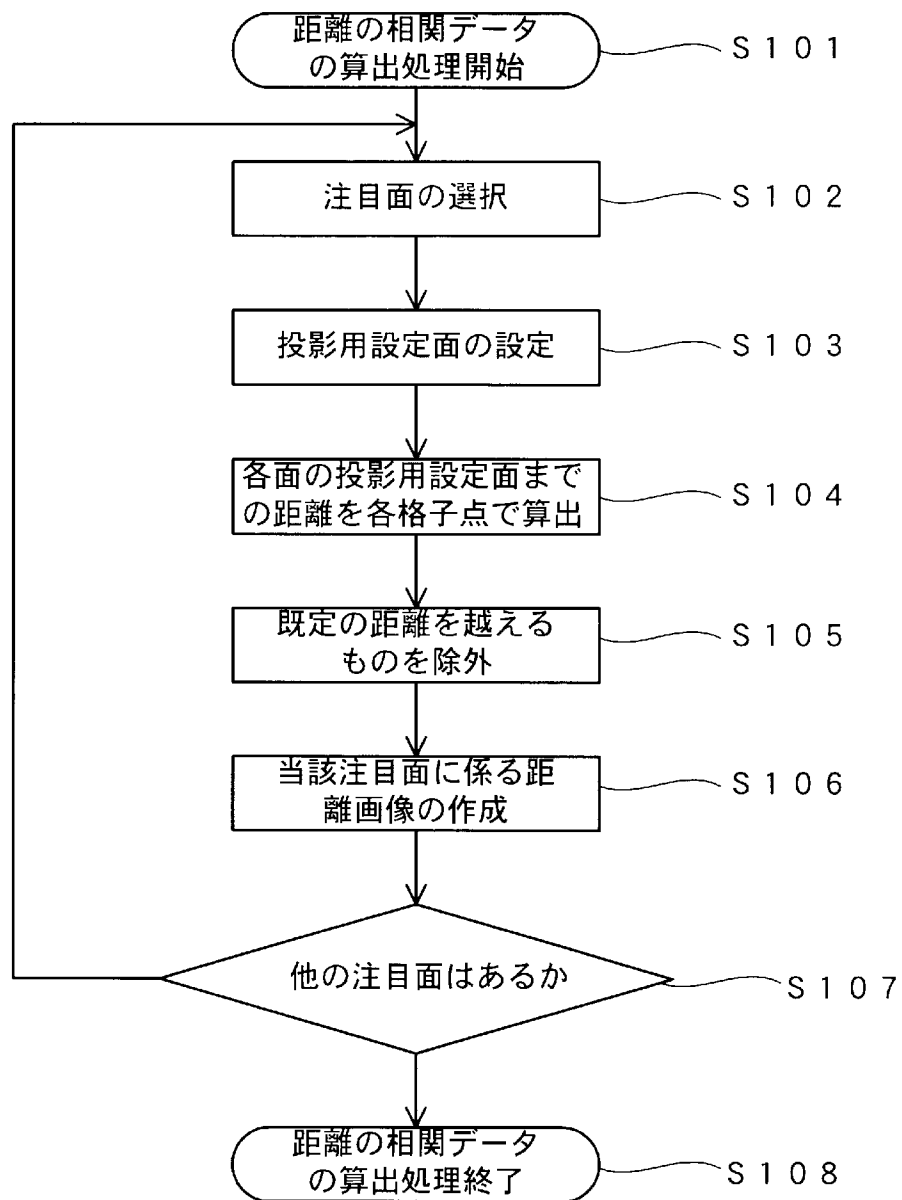 距離の相関データ
の算出処理開始
S101
注目面の選択
S102
投影用設定面の設定
S103
各面の投影用設定面まで
の距離を各格子点で算出
S104
既定の距離を越える
ものを除外
S105
当該注目面に係る距
離画像の作成
S106
他の注目面はあるか
S107
距離の相関データ
の算出処理終了
S108